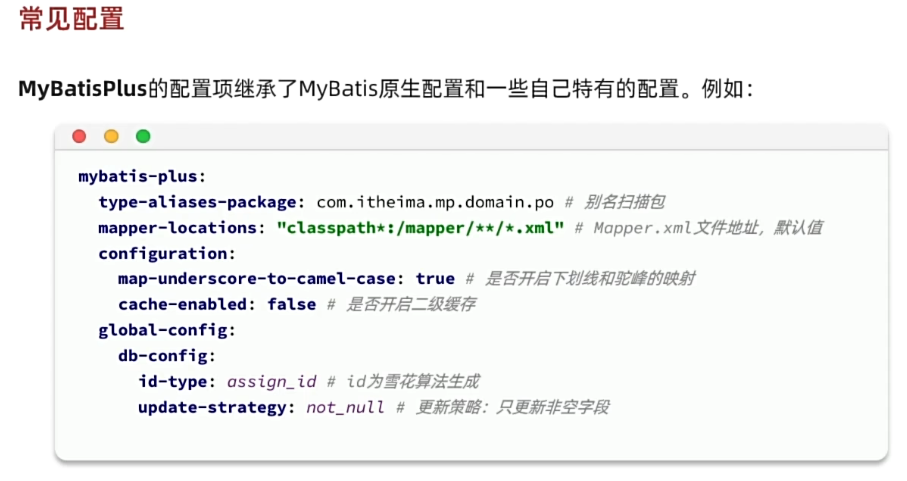 常见配置
MyBatisPlus的配置项继承了MyBatis原生配置和一些自己特有的配置。例如：
mybatis-plus:
  type-aliases-package: com.itheima.mp.domain.po # 别名扫描包
  mapper-locations: "classpath*:/mapper/**/*.xml" # Mapper.xml文件地址，默认值
  configuration:
    map-underscore-to-camel-case: true # 是否开启下划线和驼峰的映射
    cache-enabled: false # 是否开启二级缓存
  global-config:
    db-config:
      id-type: assign_id # id为雪花算法生成
      update-strategy: not_null # 更新策略：只更新非空字段